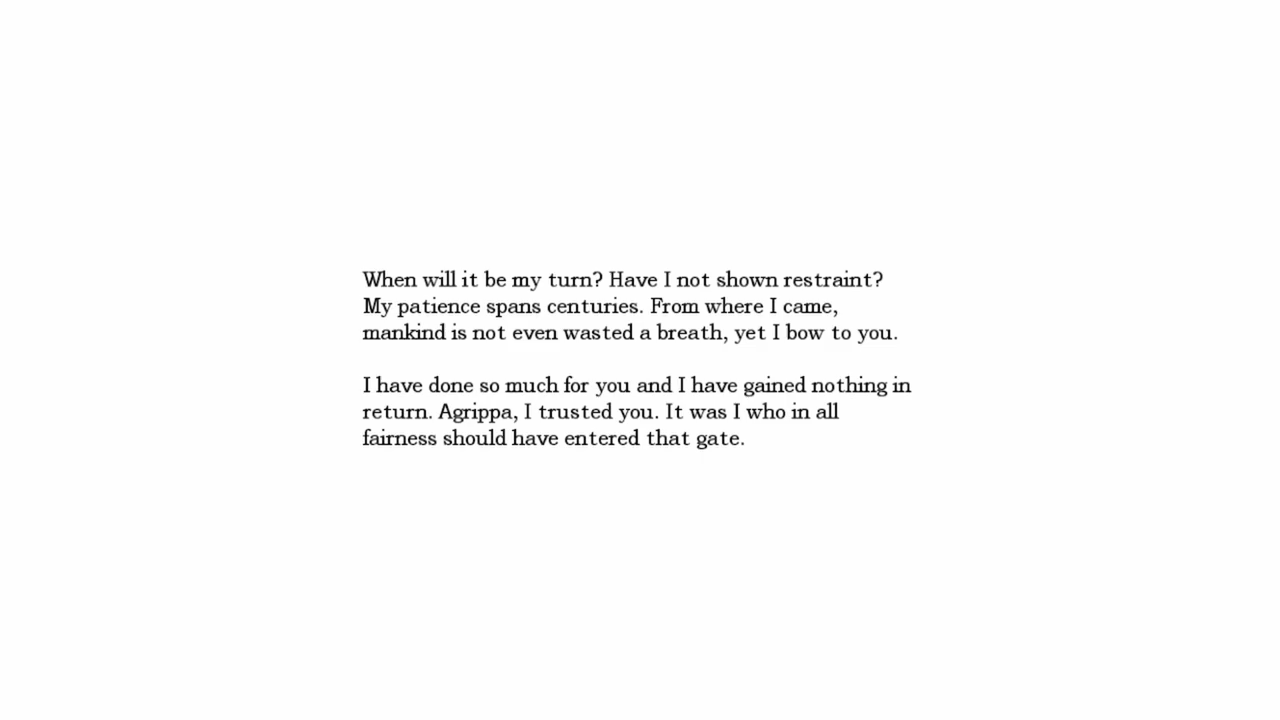 When will it be my turn? Have I not shown restraint?
My patience spans centuries. From where I came,
mankind is not even wasted a breath, yet I bow to you.
I have done so much for you and I have gained nothing in
return. Agrippa, I trusted you. It was I who in all
fairness should have entered that gate.